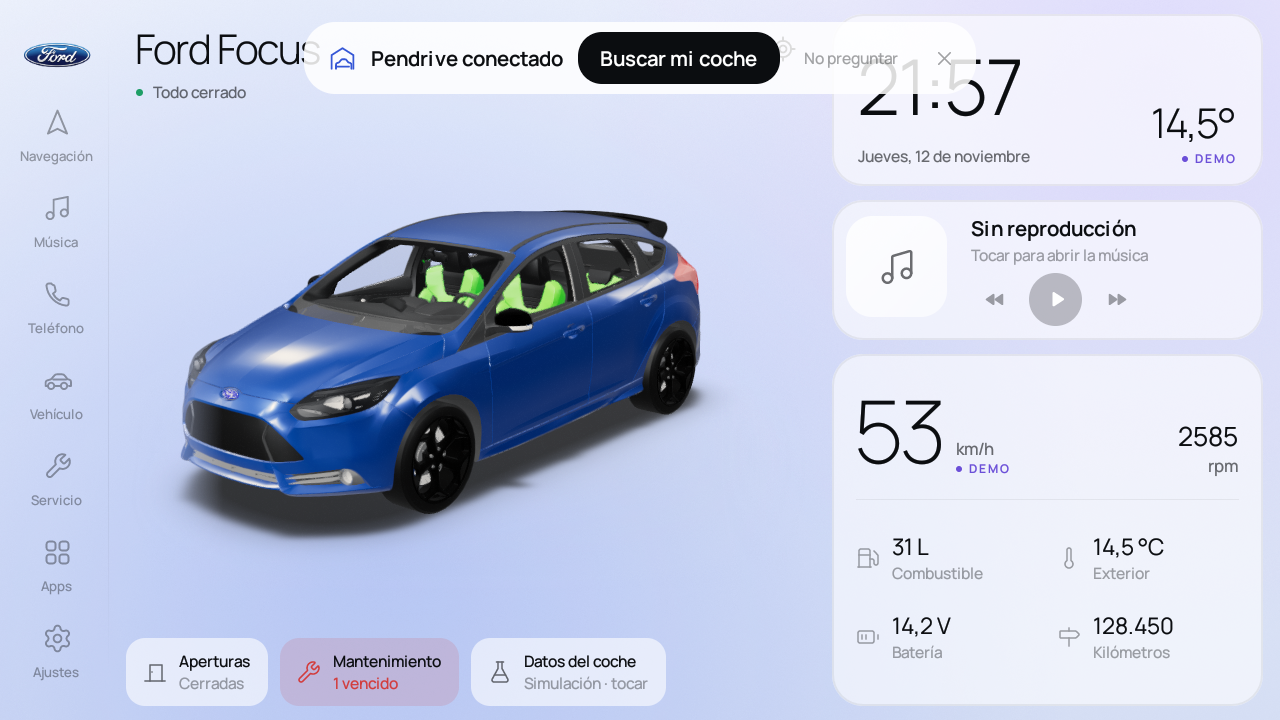 Ford
Ford Focus
Todo cerrado
Pendrive conectado
Buscar mi coche
No preguntar
21:57
14,5°
Jueves, 12 de noviembre
DEMO
Navegación
Música
Teléfono
Vehículo
Servicio
Apps
Ajustes
Sin reproducción
Tocar para abrir la música
53
km/h
DEMO
2585
rpm
31 L
Combustible
14,5 °C
Exterior
14,2 V
Batería
128.450
Kilómetros
Aperturas
Cerradas
Mantenimiento
1 vencido
Datos del coche
Simulación · tocar